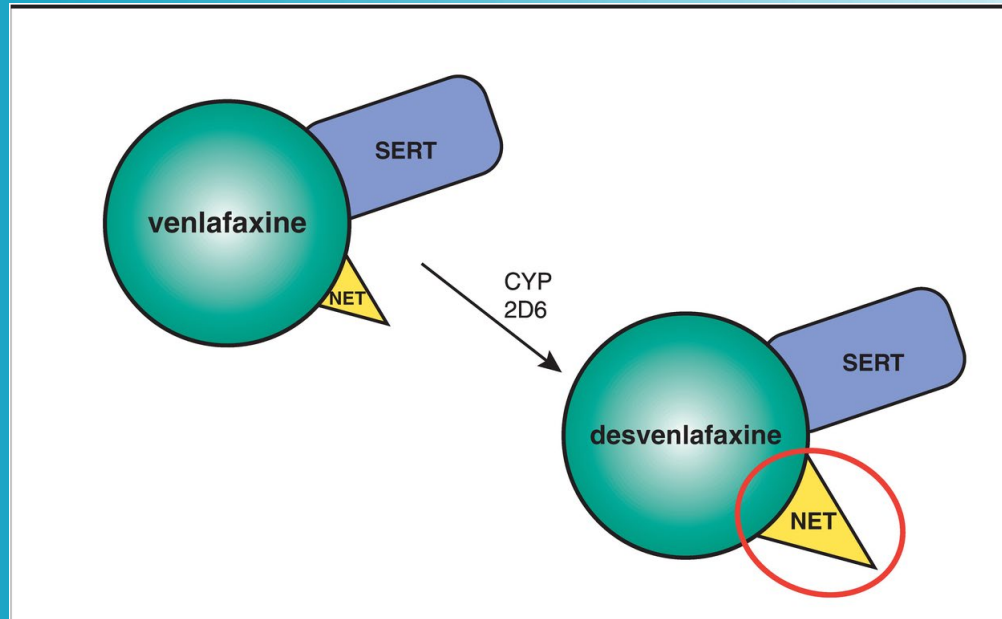 SERT
venlafaxine
NET
CYP
2D6
SERT
desvenlafaxine
NET